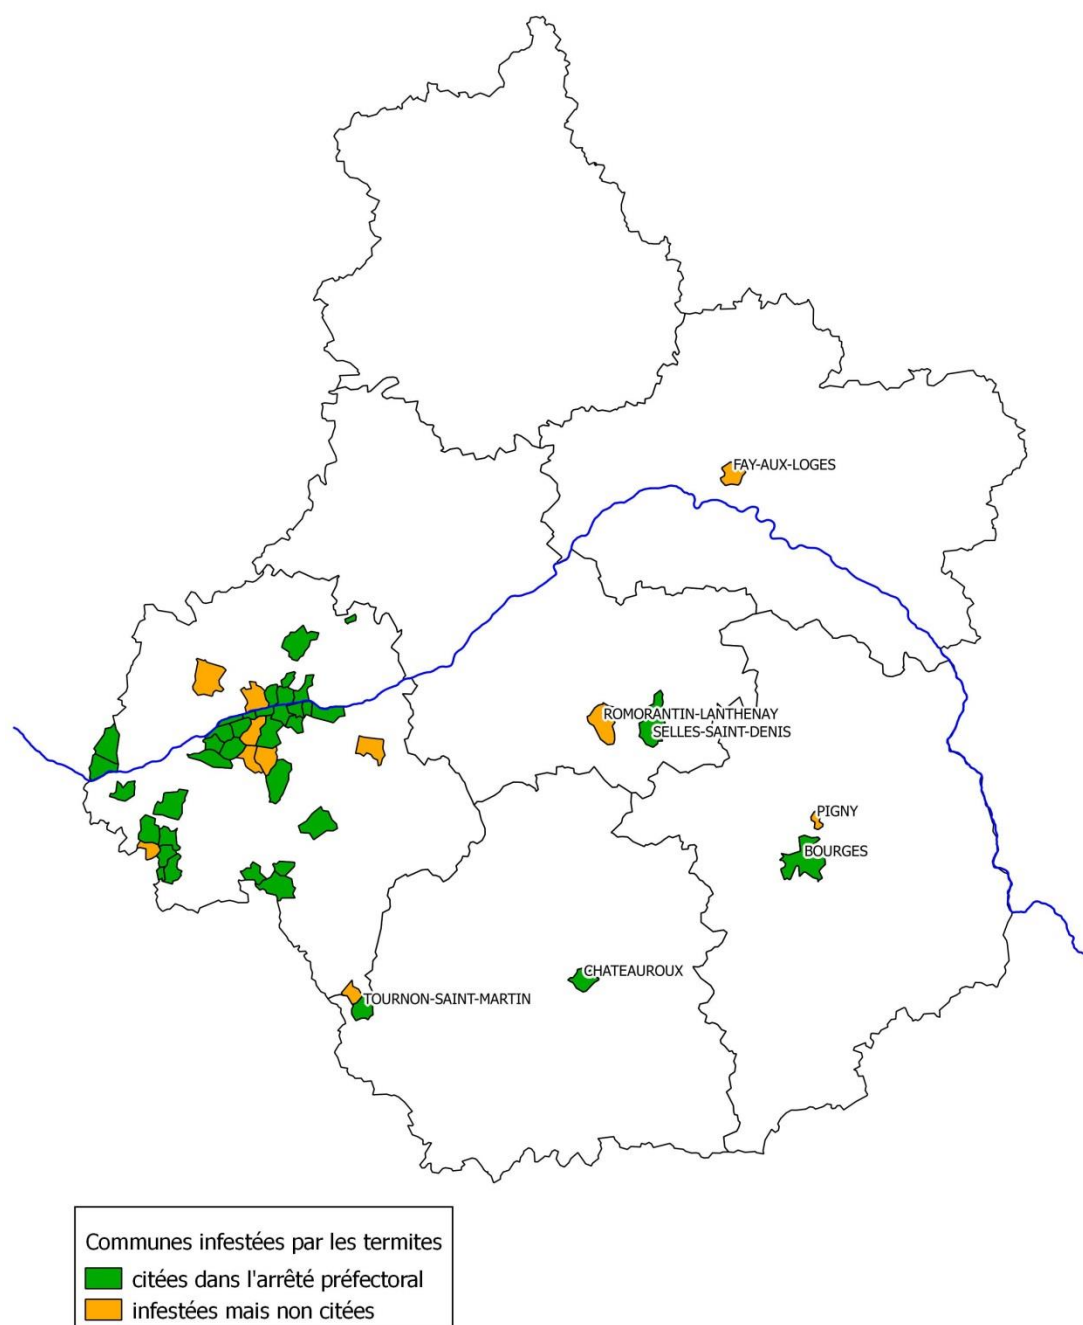 FAY-AUX-LOGES
ROMORANTIN-LANTHENAY
SELLES-SAINT-DENIS
PIGNY
BOURGES
CHATEAUROUX
TOURNON-SAINT-MARTIN
Communes infestées par les termites
citées dans l'arrêté préfectoral
infestées mais non citées